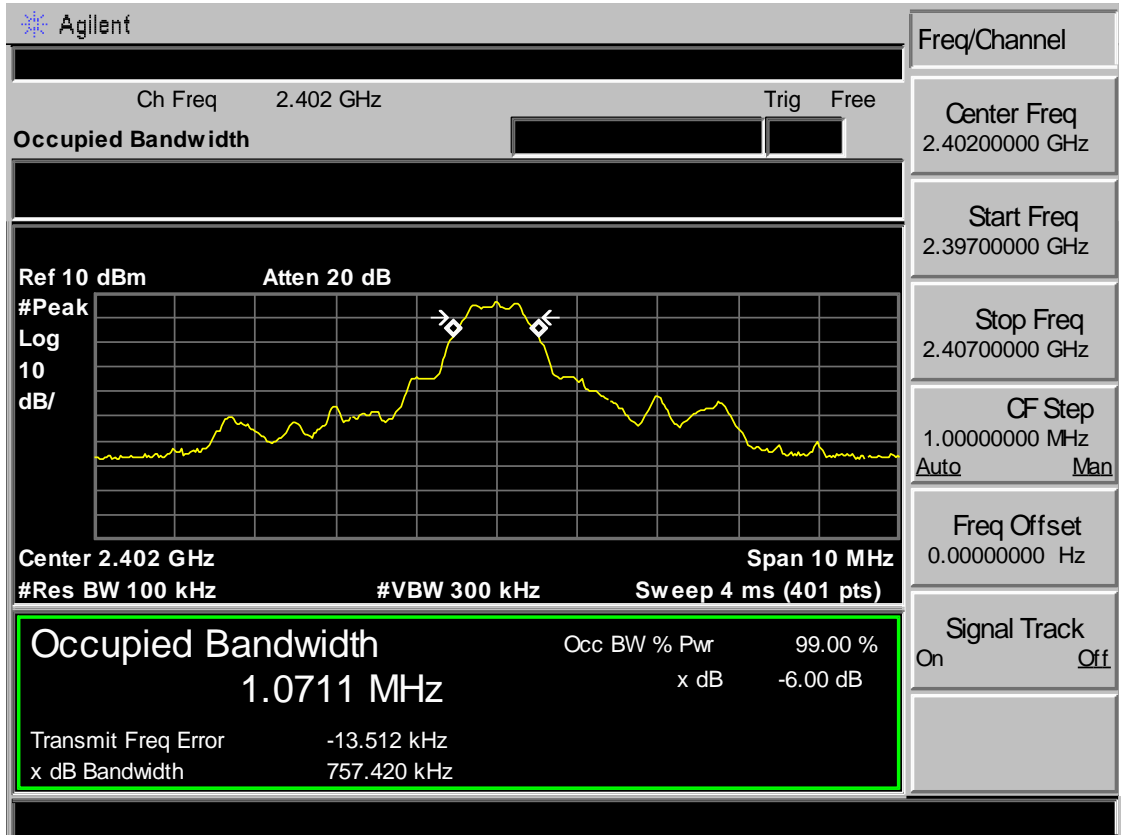 Agilent
Freq/Channel
Ch Freq 2.402 GHz Trig Free
Occupied Bandwidth
Center Freq
2.40200000 GHz
Start Freq
2.39700000 GHz
Stop Freq
2.40700000 GHz
CF Step
1.00000000 MHz
Auto Man
Freq Offset
0.00000000 Hz
Signal Track
On Off
Ref 10 dBm Atten 20 dB
#Peak
Log
10
dB/
Center 2.402 GHz Span 10 MHz
#Res BW 100 kHz #VBW 300 kHz Sweep 4 ms (401 pts)
Occupied Bandwidth
1.0711 MHz
Occ BW % Pwr 99.00 %
x dB -6.00 dB
Transmit Freq Error -13.512 kHz
x dB Bandwidth 757.420 kHz